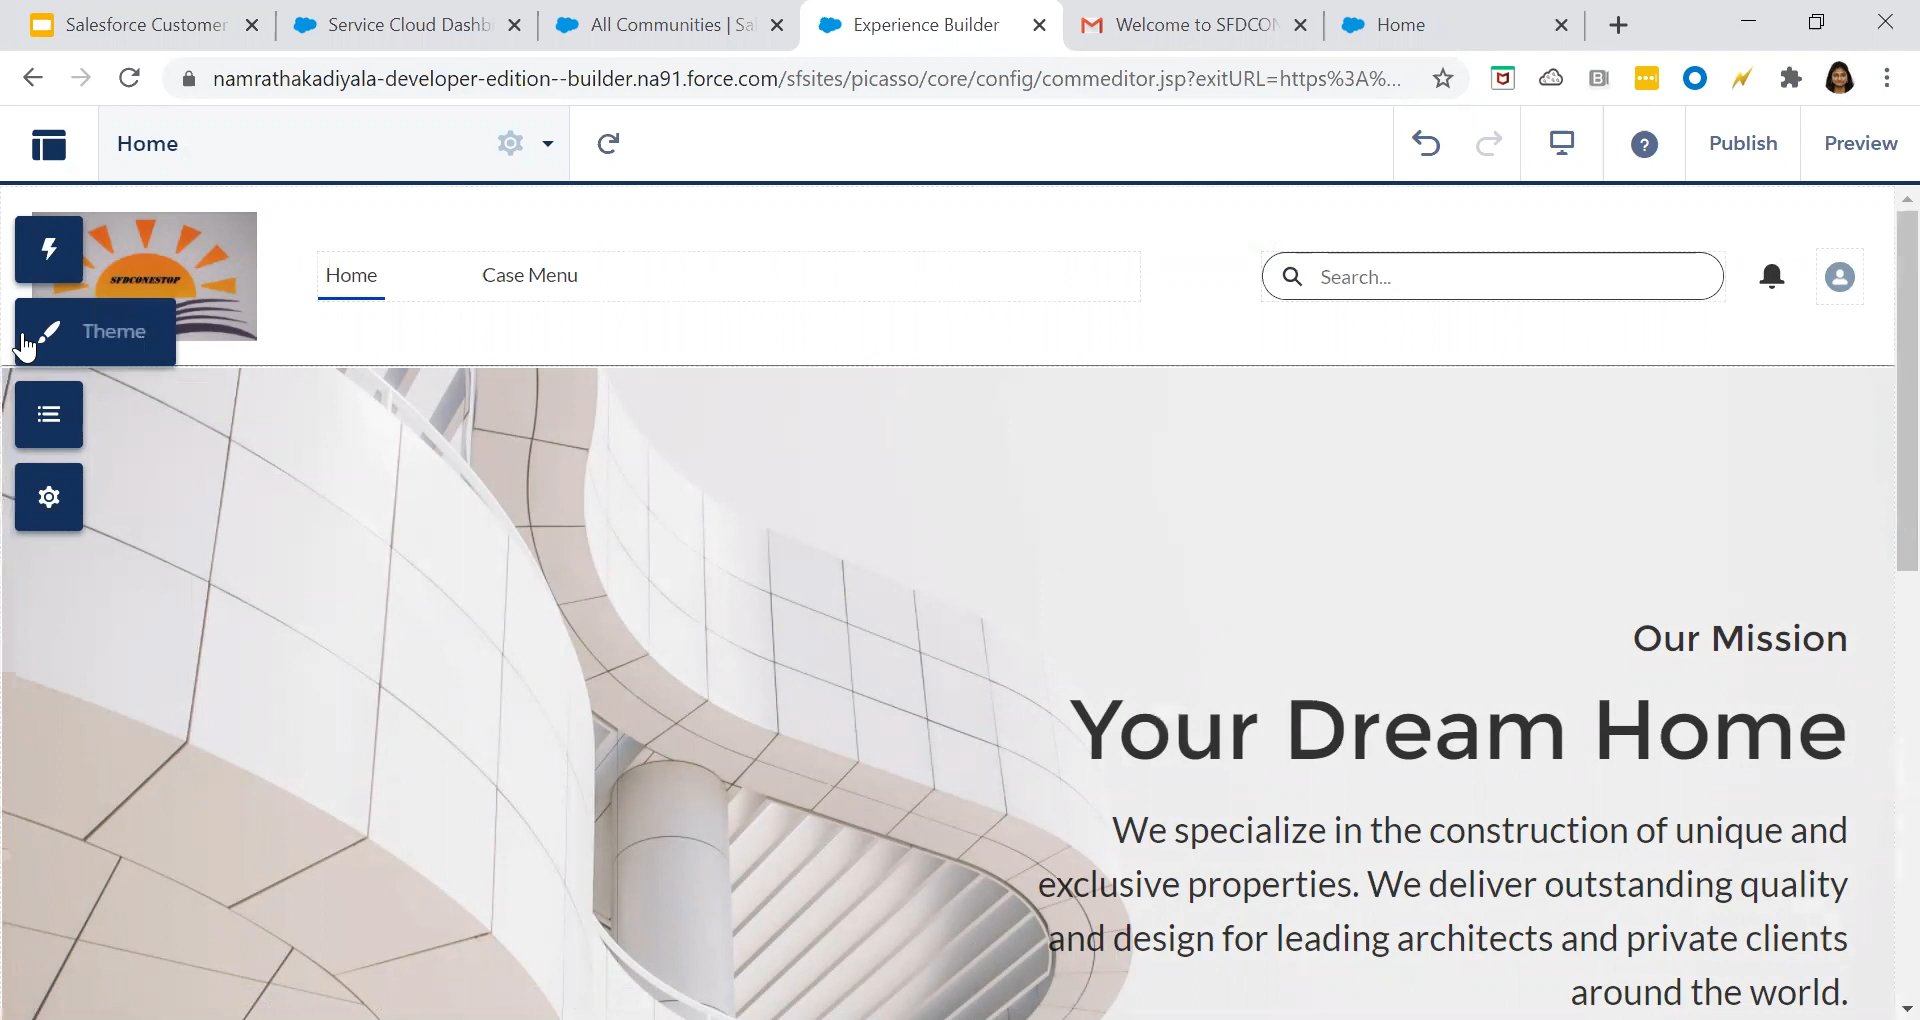 Salesforce Customer
Service Cloud Dashb
All Communities | Sal
Experience Builder
Welcome to SFDCON
Home
namrathakadiyala-developer-edition--builder.na91.force.com/sfsites/picasso/core/config/commeditor.jsp?exitURL=https%3A%...
Home
Publish
Preview
SFDCONESTOP
Home
Case Menu
Search...
Theme
Our Mission
Your Dream Home
We specialize in the construction of unique and
exclusive properties. We deliver outstanding quality
and design for leading architects and private clients
around the world.